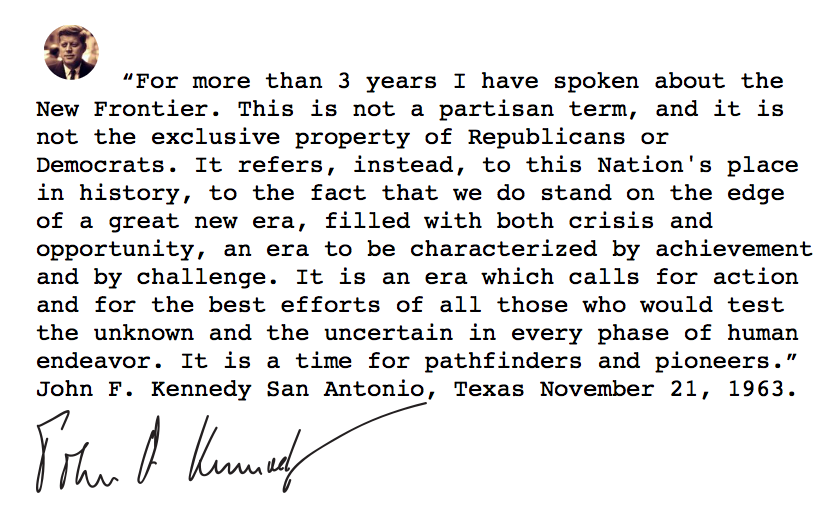 “For more than 3 years I have spoken about the
New Frontier. This is not a partisan term, and it is
not the exclusive property of Republicans or
Democrats. It refers, instead, to this Nation's place
in history, to the fact that we do stand on the edge
of a great new era, filled with both crisis and
opportunity, an era to be characterized by achievement
and by challenge. It is an era which calls for action
and for the best efforts of all those who would test
the unknown and the uncertain in every phase of human
endeavor. It is a time for pathfinders and pioneers.”
John F. Kennedy San Antonio, Texas November 21, 1963.
John F Kennedy